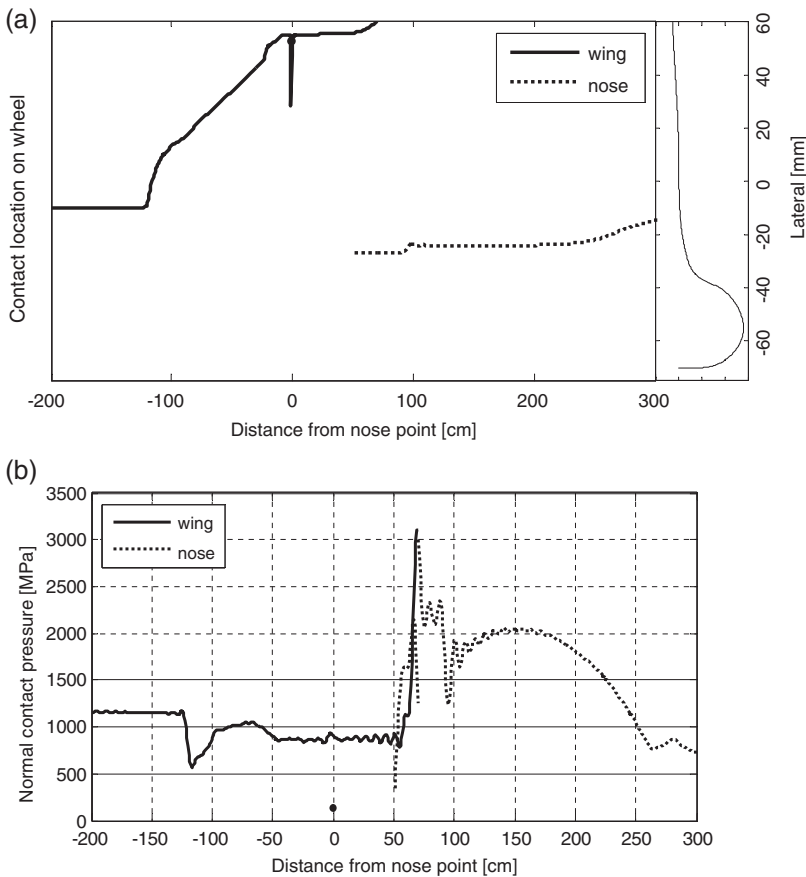 (a)
wing
nose
Contact location on wheel
-200
-100
0
100
200
300
Distance from nose point [cm]
60
40
20
0
-20
-40
-60
Lateral [mm]
(b)
3500
3000
2500
2000
1500
1000
500
0
Normal contact pressure [MPa]
wing
nose
-200
-150
-100
-50
0
50
100
150
200
250
300
Distance from nose point [cm]